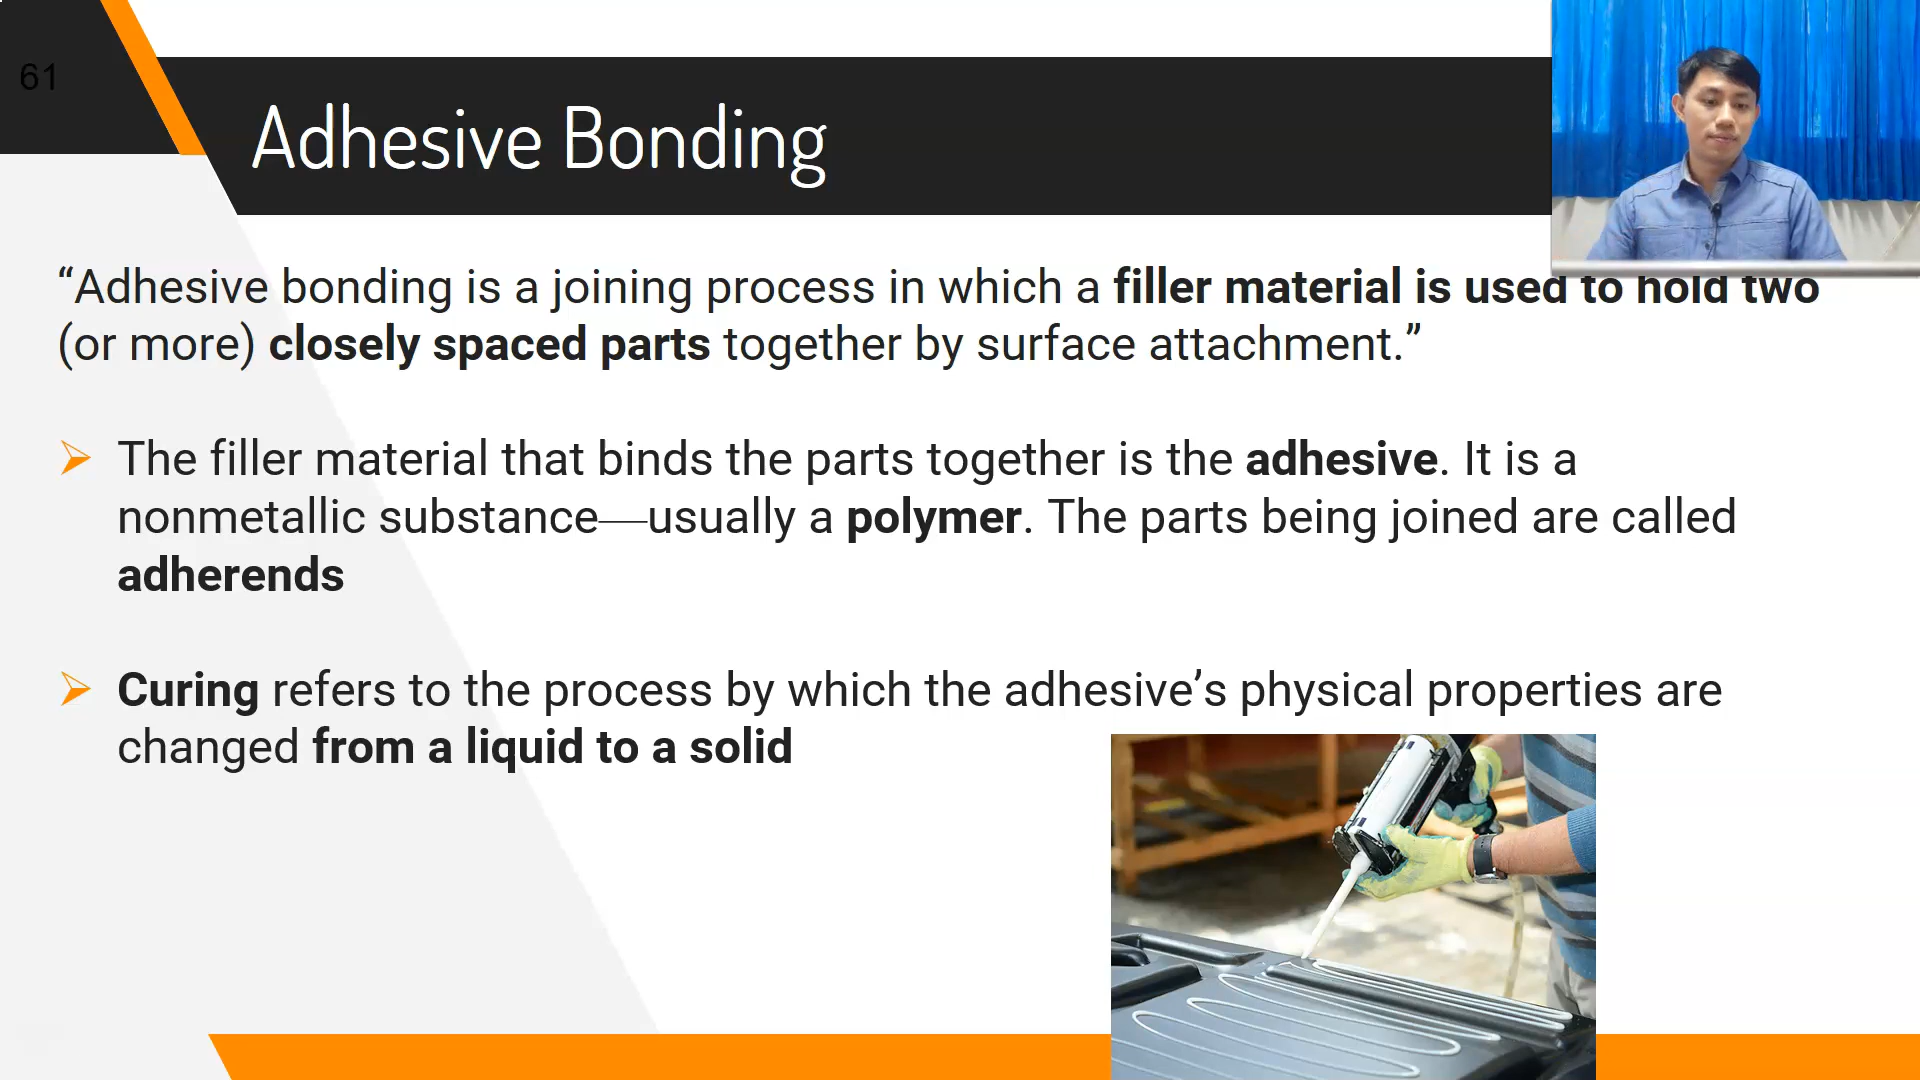 61
Adhesive Bonding
“Adhesive bonding is a joining process in which a filler material is used to hold two
(or more) closely spaced parts together by surface attachment.”
The filler material that binds the parts together is the adhesive. It is a
nonmetallic substance—usually a polymer. The parts being joined are called
adherends
Curing refers to the process by which the adhesive’s physical properties are
changed from a liquid to a solid